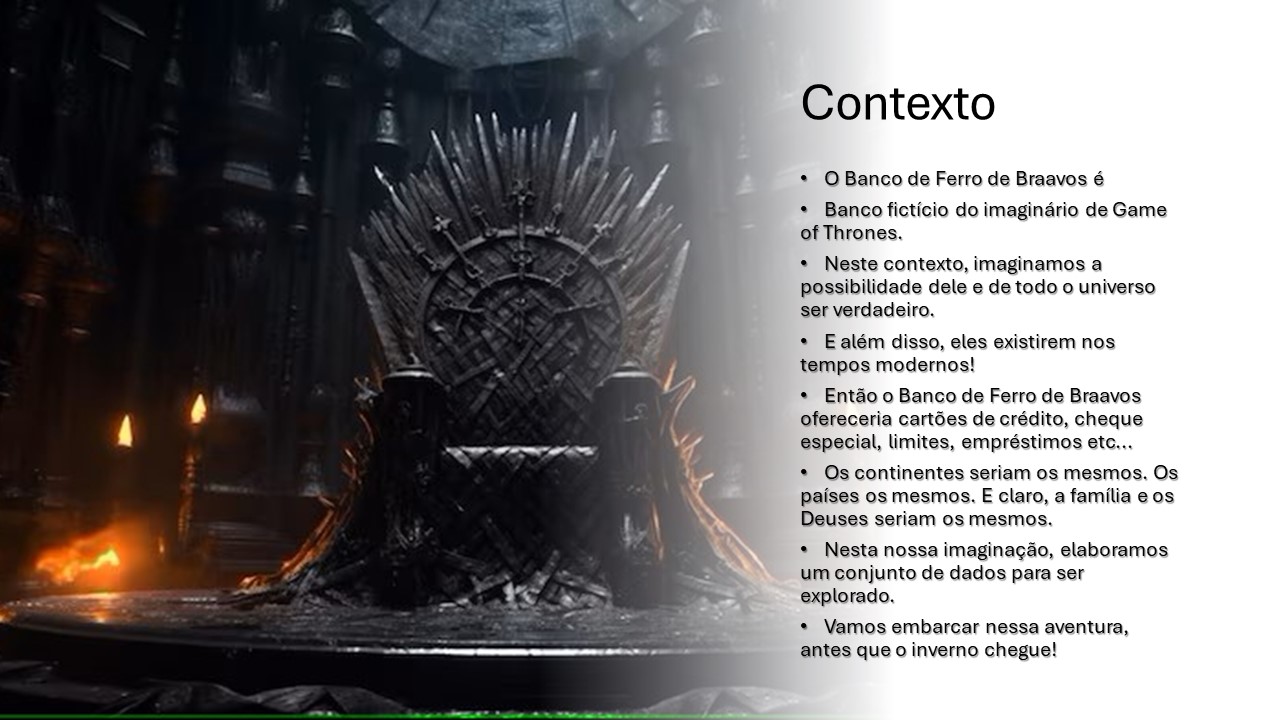 Contexto
• O Banco de Ferro de Braavos é
• Banco fictício do imaginário de Game
of Thrones.
• Neste contexto, imaginamos a
possibilidade dele e de todo o universo
ser verdadeiro.
• E além disso, eles existirem nos
tempos modernos!
• Então o Banco de Ferro de Braavos
ofereceria cartões de crédito, cheque
especial, limites, empréstimos etc...
• Os continentes seriam os mesmos. Os
países os mesmos. E claro, a família e os
Deuses seriam os mesmos.
• Nesta nossa imaginação, elaboramos
um conjunto de dados para ser
explorado.
• Vamos embarcar nessa aventura,
antes que o inverno chegue!